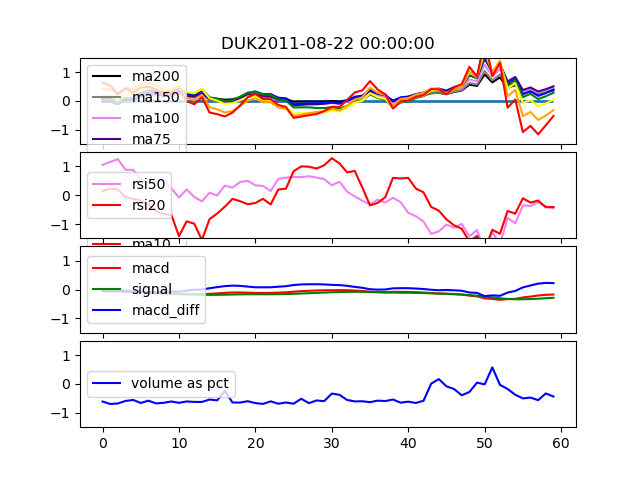 DUK2011-08-22 00:00:00
1
0
−1
ma200
ma150
ma100
ma75
1
0
−1
rsi50
rsi20
ma10
1
0
−1
macd
signal
macd_diff
1
0
−1
volume as pct
0 10 20 30 40 50 60